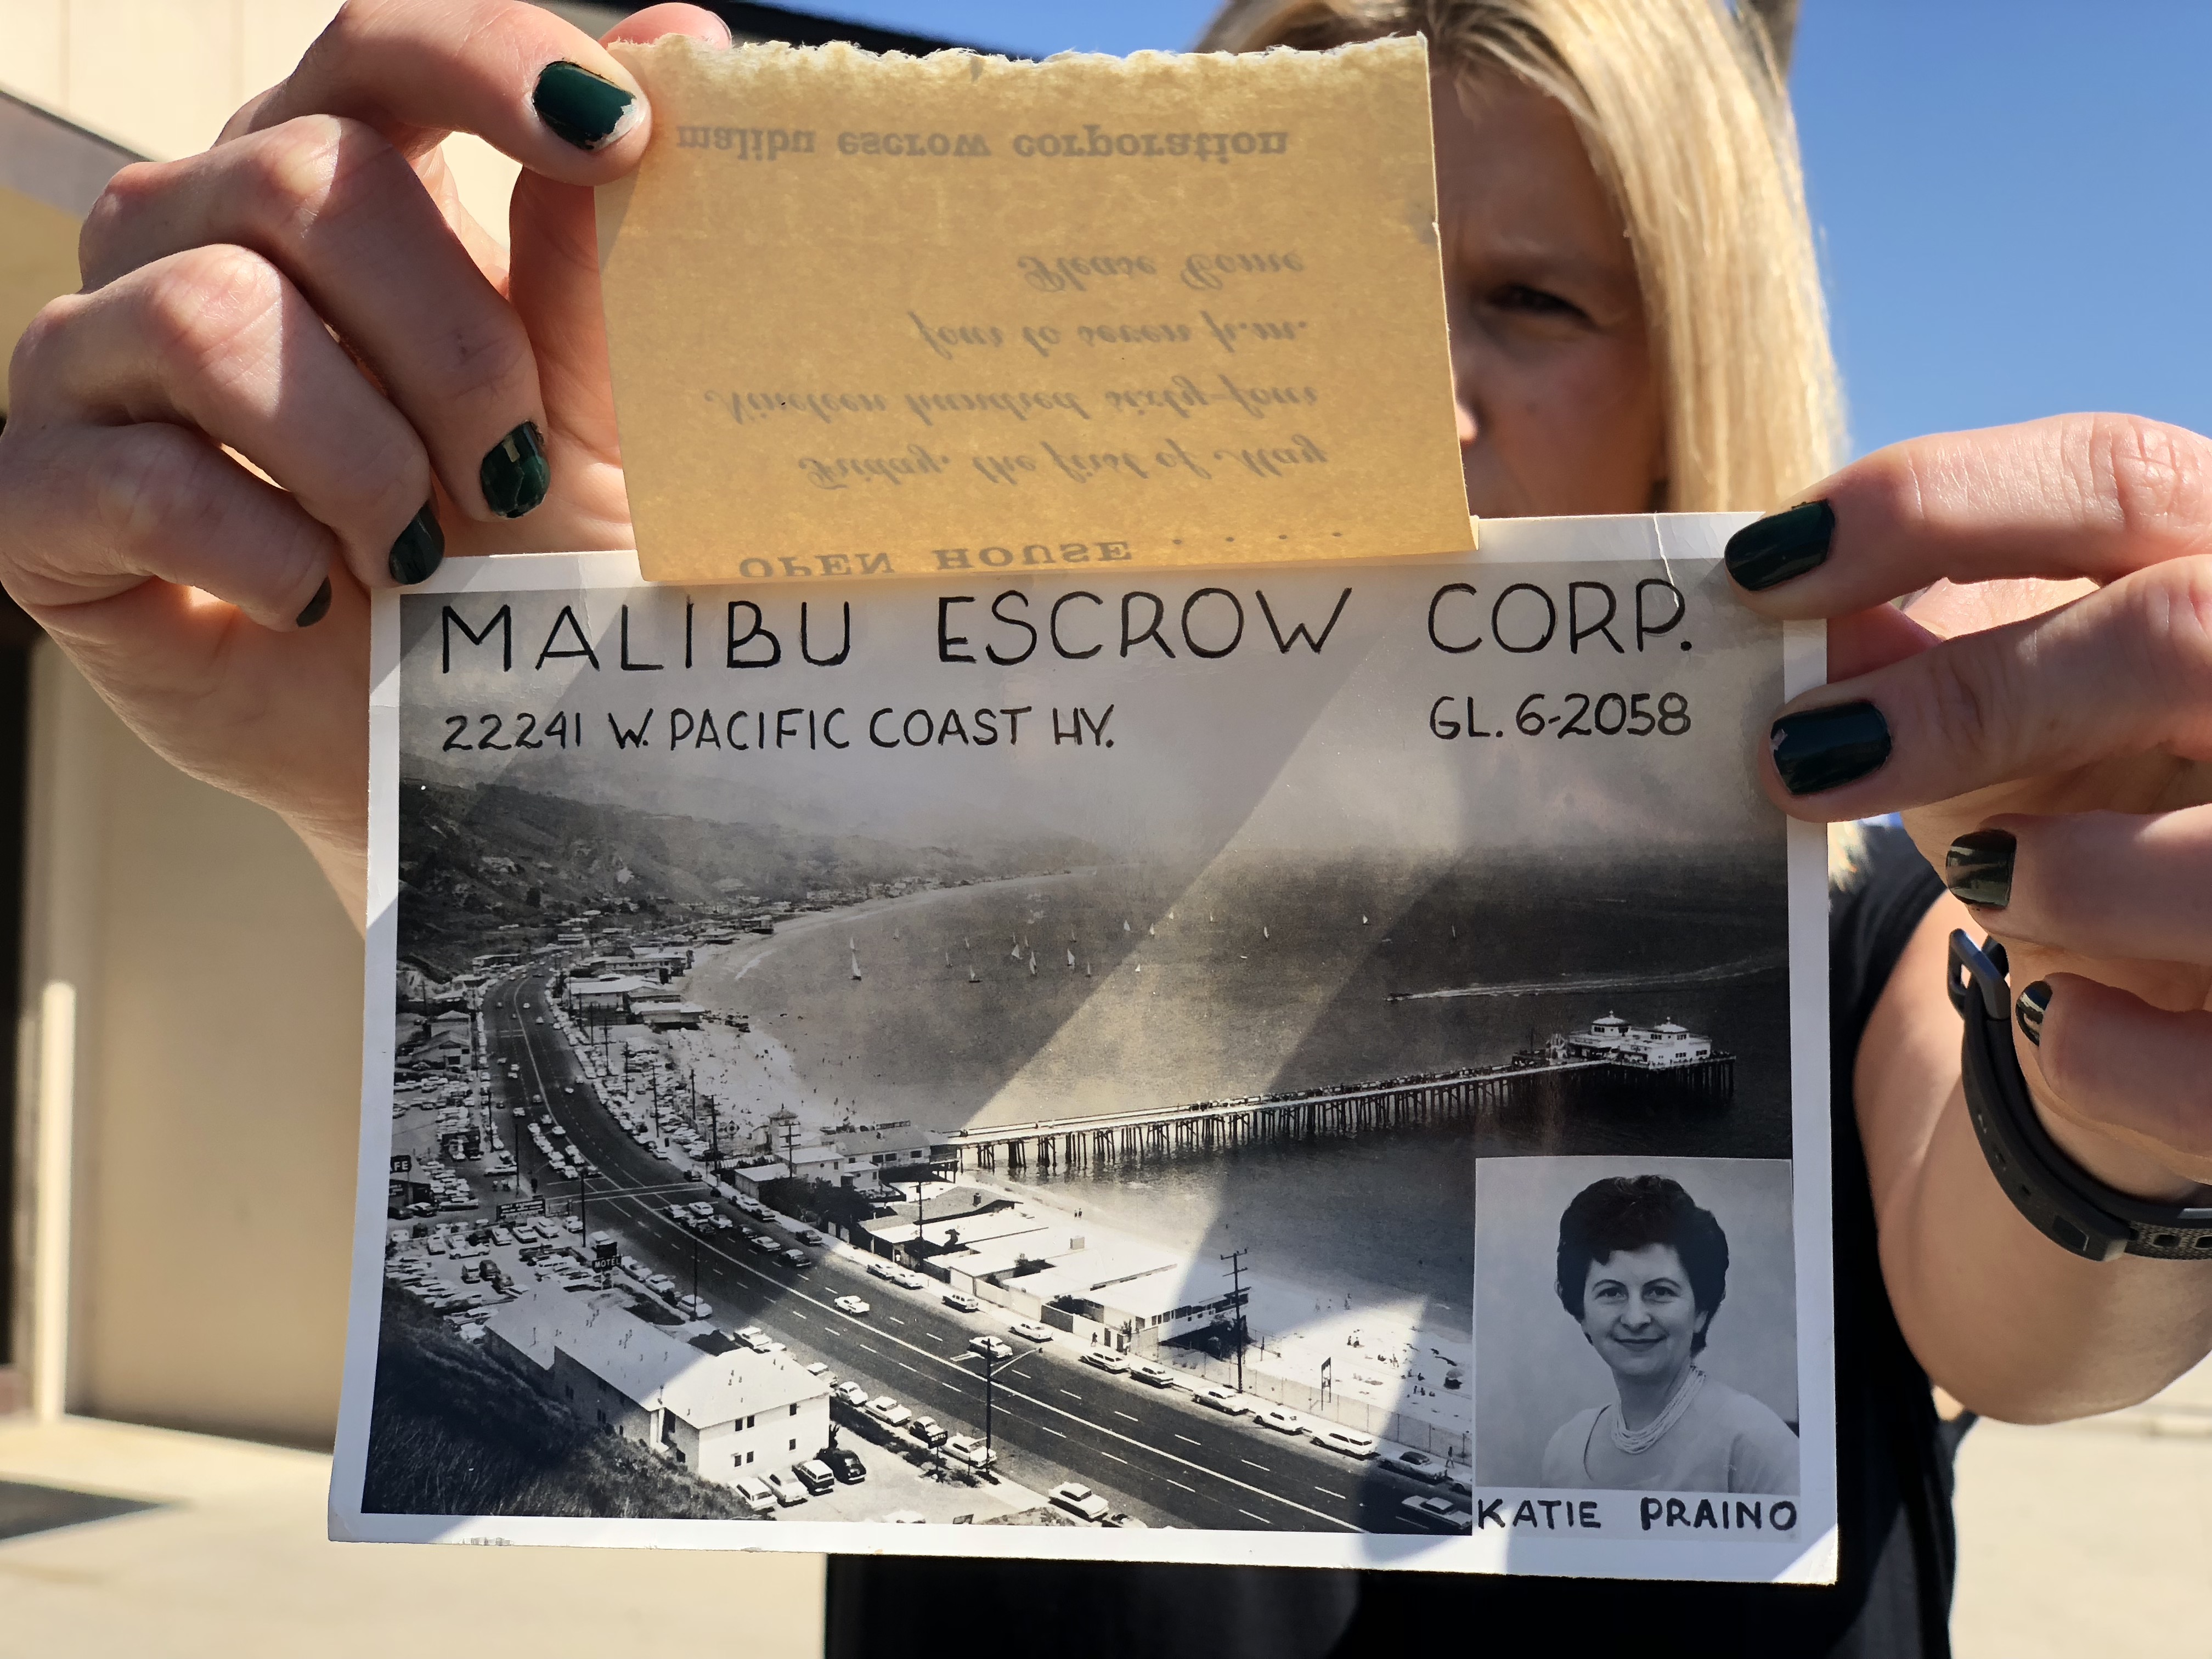 malibu escrow corporation
Please Come
four to seven p.m.
Nineteen hundred sixty-four
Friday, the first of May
OPEN HOUSE . . . .
MALIBU ESCROW CORP.
22241 W. PACIFIC COAST HY.
GL. 6-2058
MOTEL
KATIE PRAINO